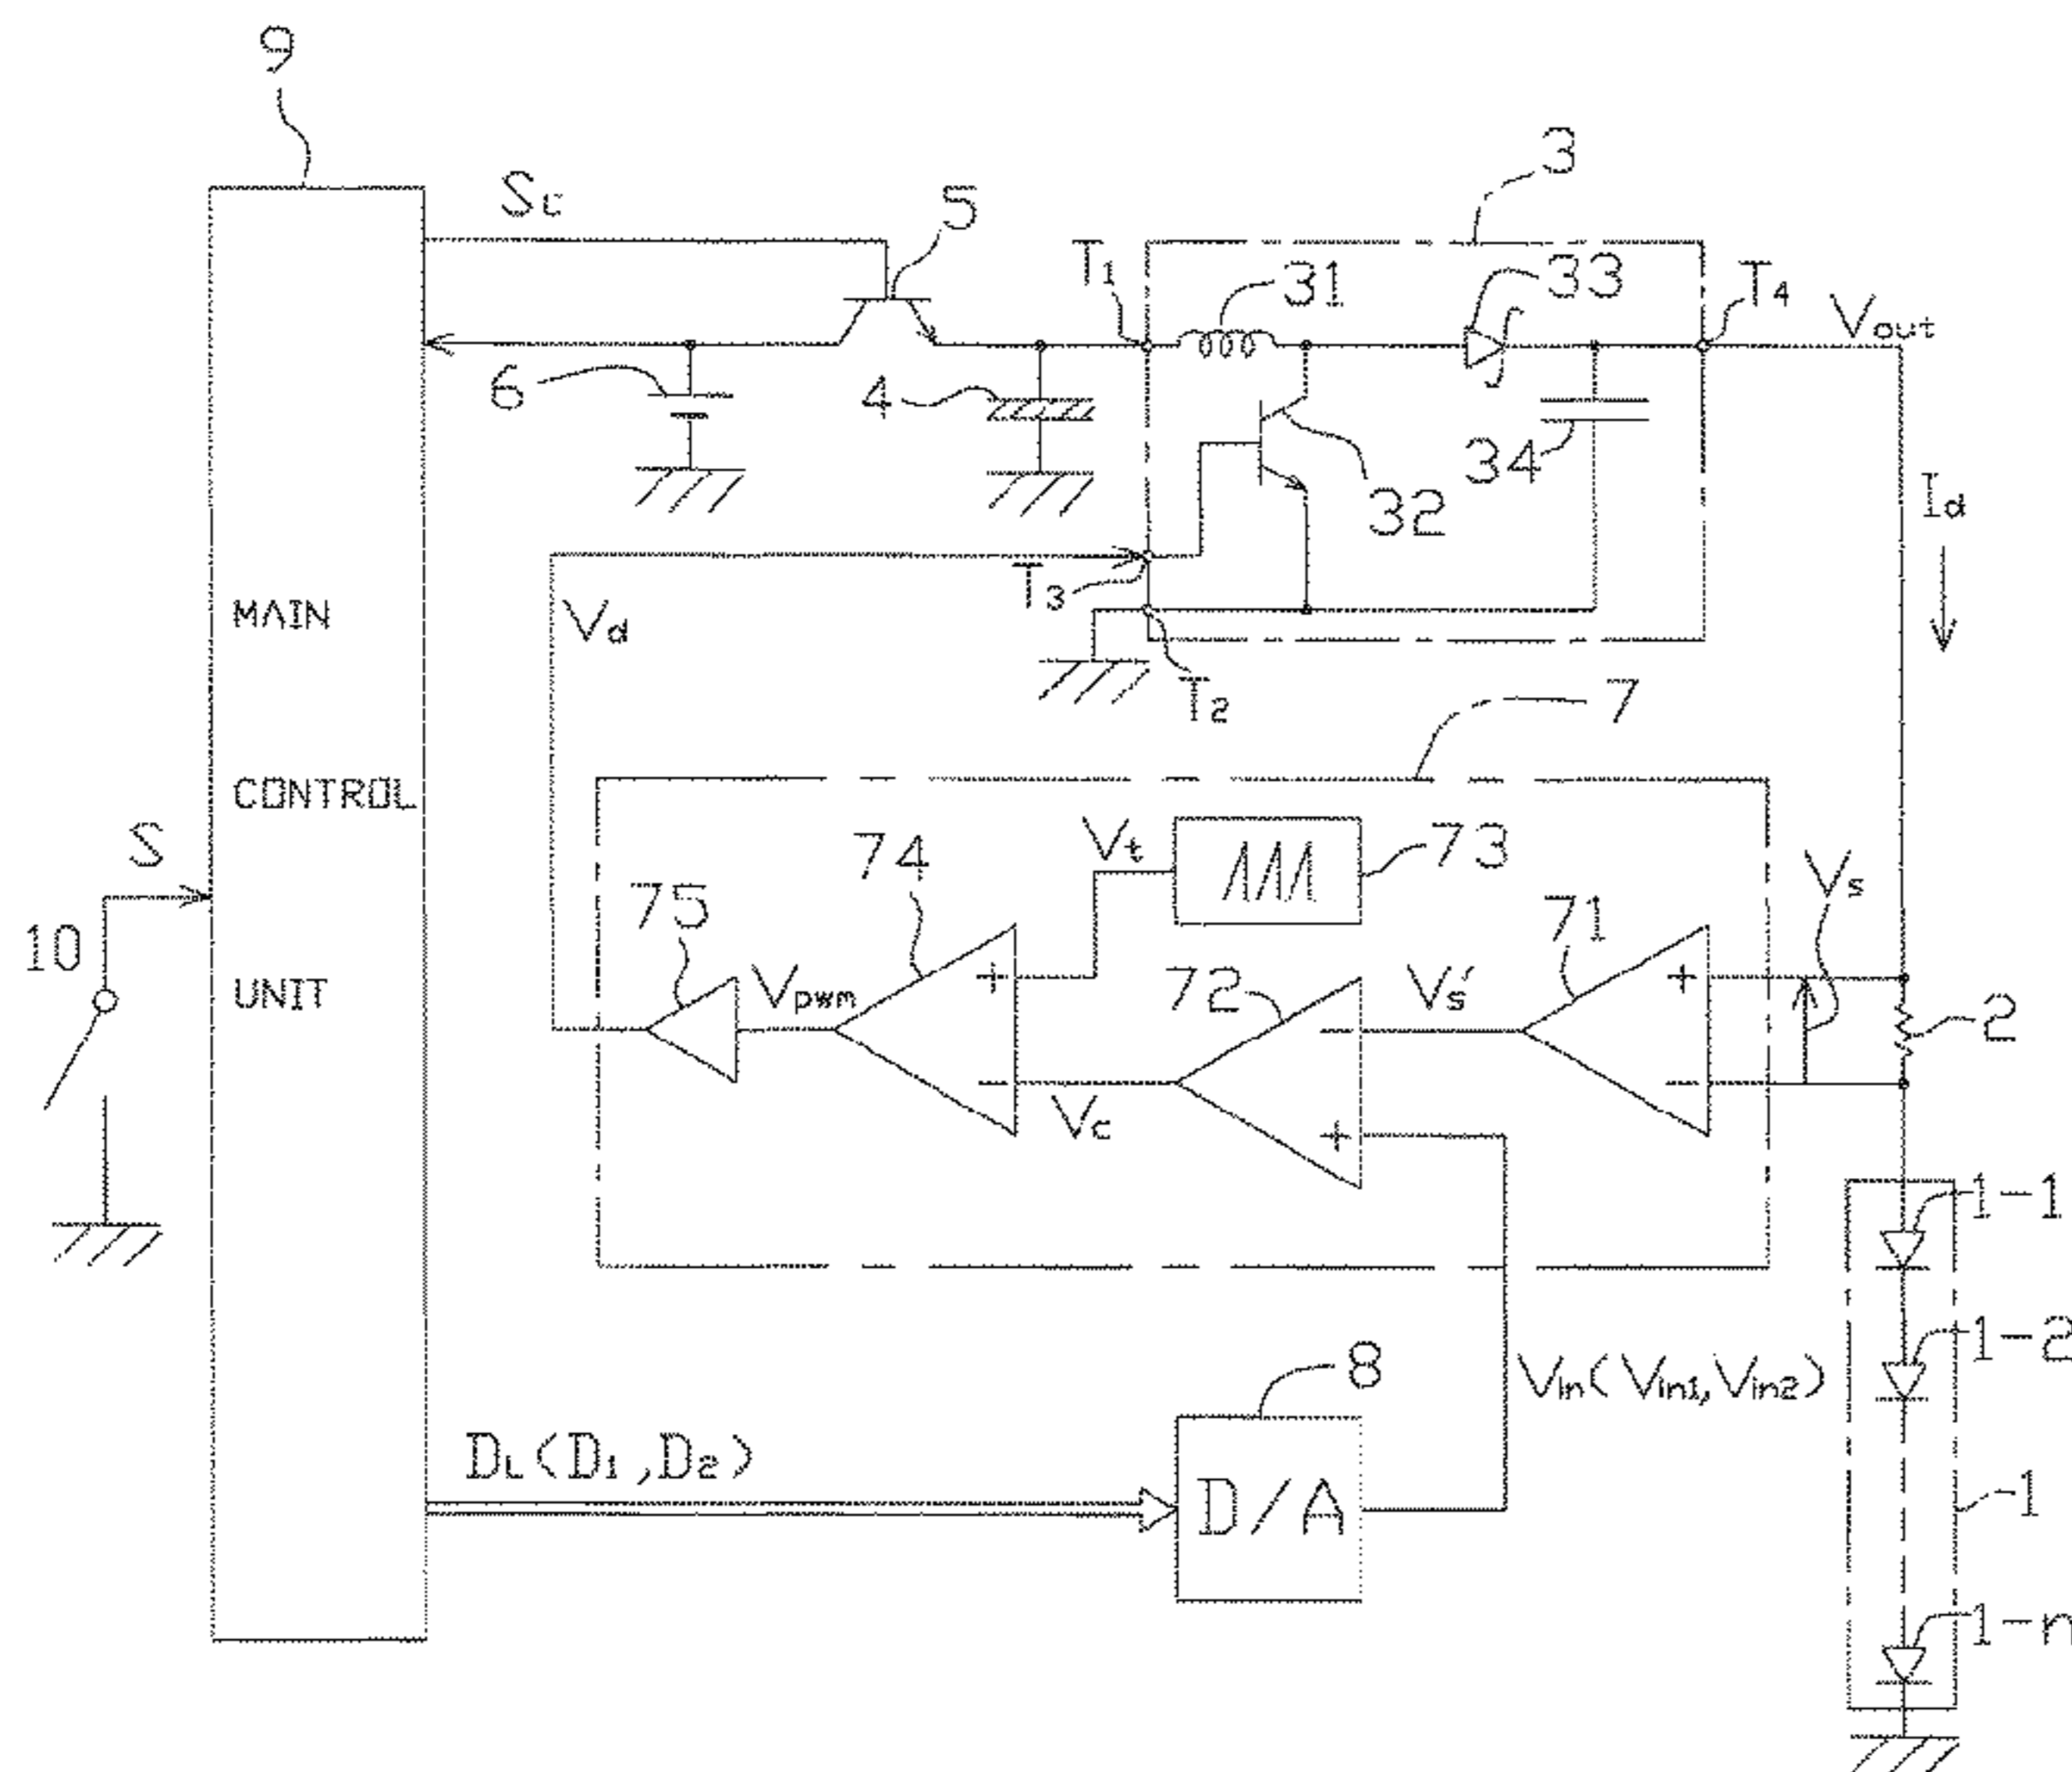 9
3
Sc
5
T1
31
33
T4
Vout
6
4
34
32
Id
T3
Vd
MAIN
T2
7
CONTROL
S
Vt
73
74
75
71
Vs
10
UNIT
Vpwm
+
72
Vs'
+
2
−
−
−
Vc
+
1-1
1-2
8
Vin(Vin1,Vin2)
DL(D1,D2)
D/A
1
1-n